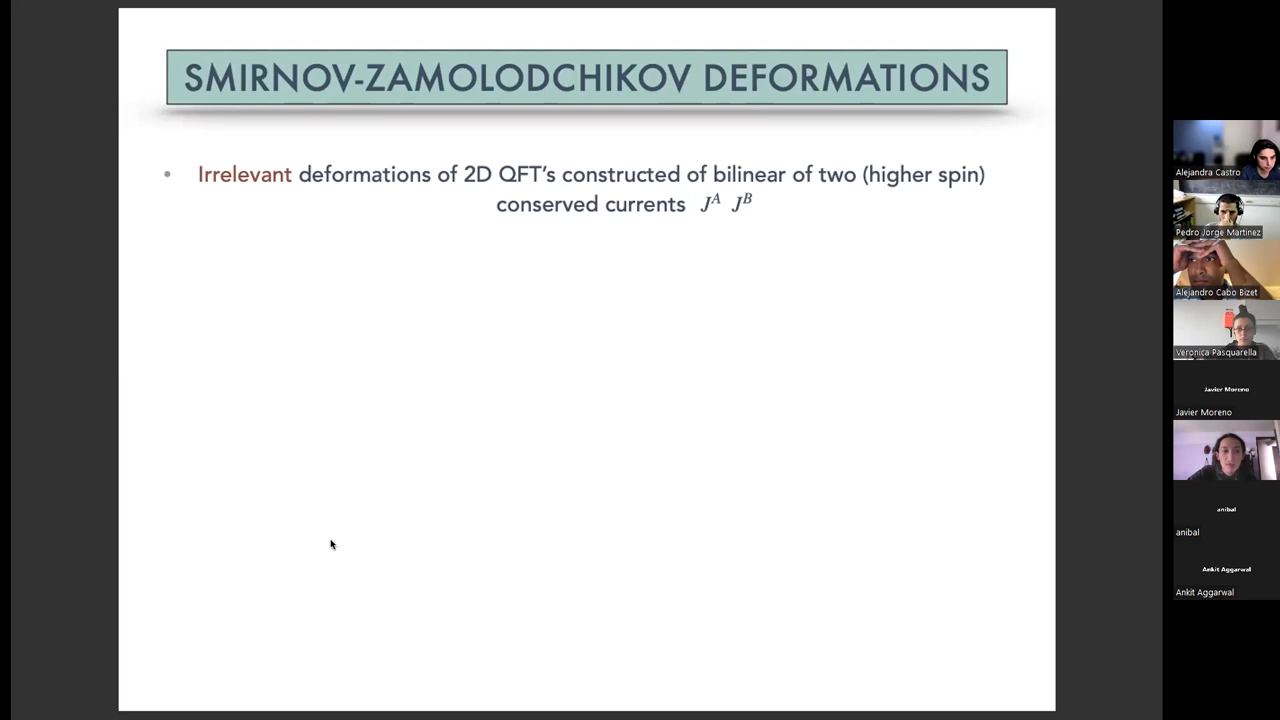 SMIRNOV-ZAMOLODCHIKOV DEFORMATIONS
• Irrelevant deformations of 2D QFT's constructed of bilinear of two (higher spin)
conserved currents J^A J^B
Alejandra Castro
Pedro Jorge Martinez
Alejandro Cabo Bizet
Veronica Pasquarella
Javier Moreno
Javier Moreno
anibal
anibal
Ankit Aggarwal
Ankit Aggarwal